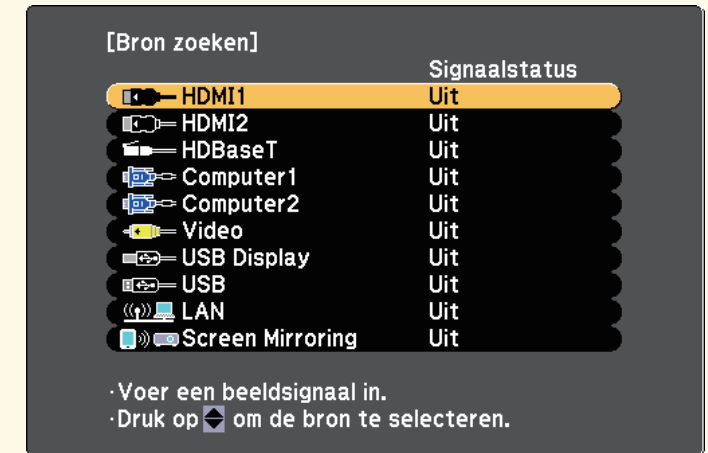 [Bron zoeken]
Signaalstatus
HDMI1 Uit
HDMI2 Uit
HDBaseT Uit
Computer1 Uit
Computer2 Uit
Video Uit
USB Display Uit
USB Uit
LAN Uit
Screen Mirroring Uit
·Voer een beeldsignaal in.
·Druk op om de bron te selecteren.